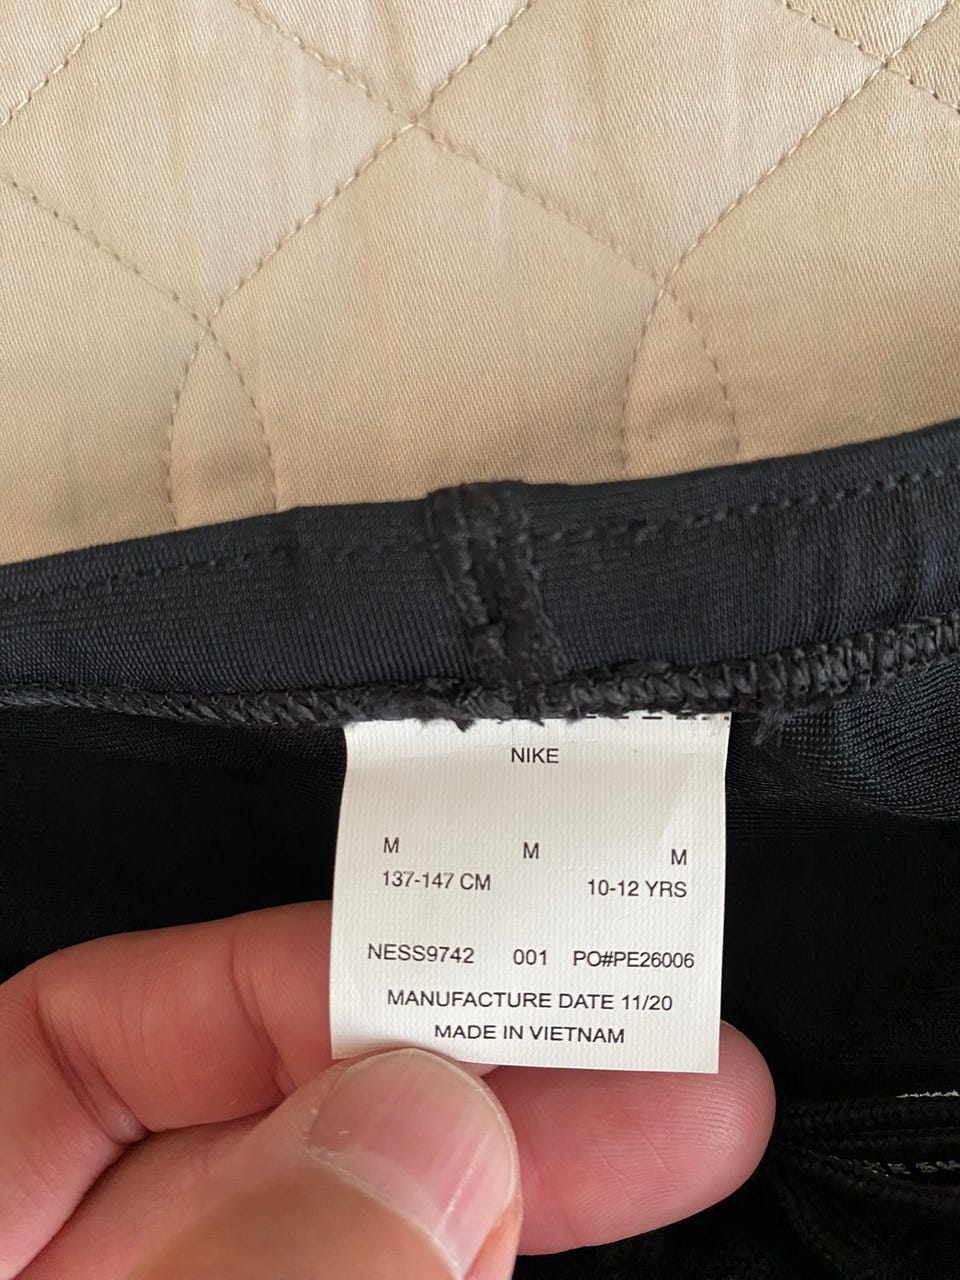 NIKE
M M M
137-147 CM 10-12 YRS
NESS9742 001 PO#PE26006
MANUFACTURE DATE 11/20
MADE IN VIETNAM